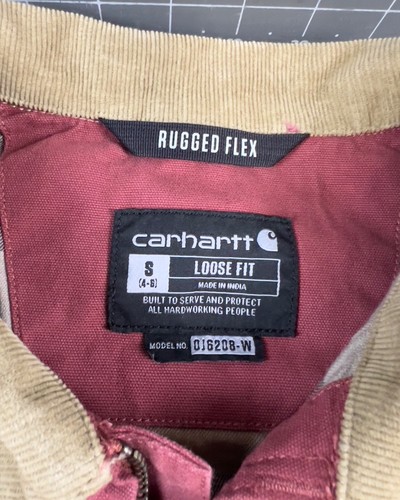 RUGGED FLEX
carhartt
S
(4-6)
LOOSE FIT
MADE IN INDIA
BUILT TO SERVE AND PROTECT
ALL HARDWORKING PEOPLE
MODEL NO. OJ6208-W